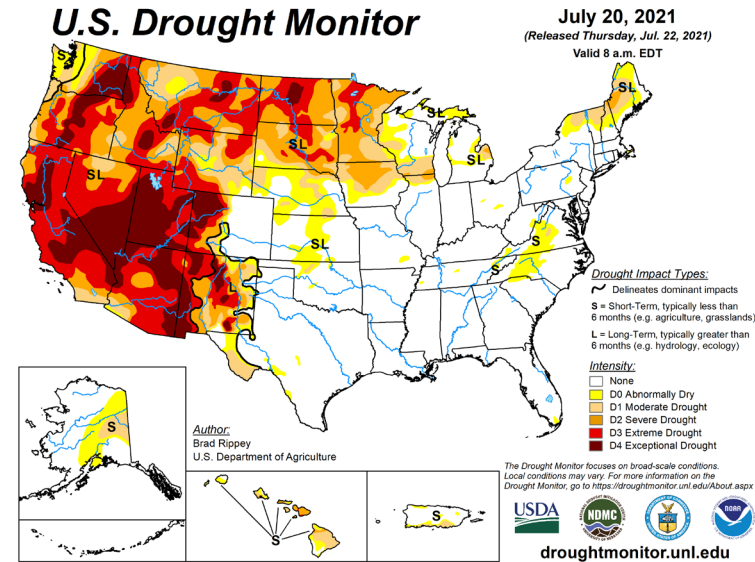 U.S. Drought Monitor
July 20, 2021
(Released Thursday, Jul. 22, 2021)
Valid 8 a.m. EDT
S
SL
SL
SL
SL
SL
SL
S
S
L
Drought Impact Types:
Delineates dominant impacts
S = Short-Term, typically less than
6 months (e.g. agriculture, grasslands)
L = Long-Term, typically greater than
6 months (e.g. hydrology, ecology)
Intensity:
None
D0 Abnormally Dry
D1 Moderate Drought
D2 Severe Drought
D3 Extreme Drought
D4 Exceptional Drought
S
Author:
Brad Rippey
U.S. Department of Agriculture
S
S
The Drought Monitor focuses on broad-scale conditions.
Local conditions may vary. For more information on the
Drought Monitor, go to https://droughtmonitor.unl.edu/About.aspx
USDA
NDMC
NOAA
droughtmonitor.unl.edu